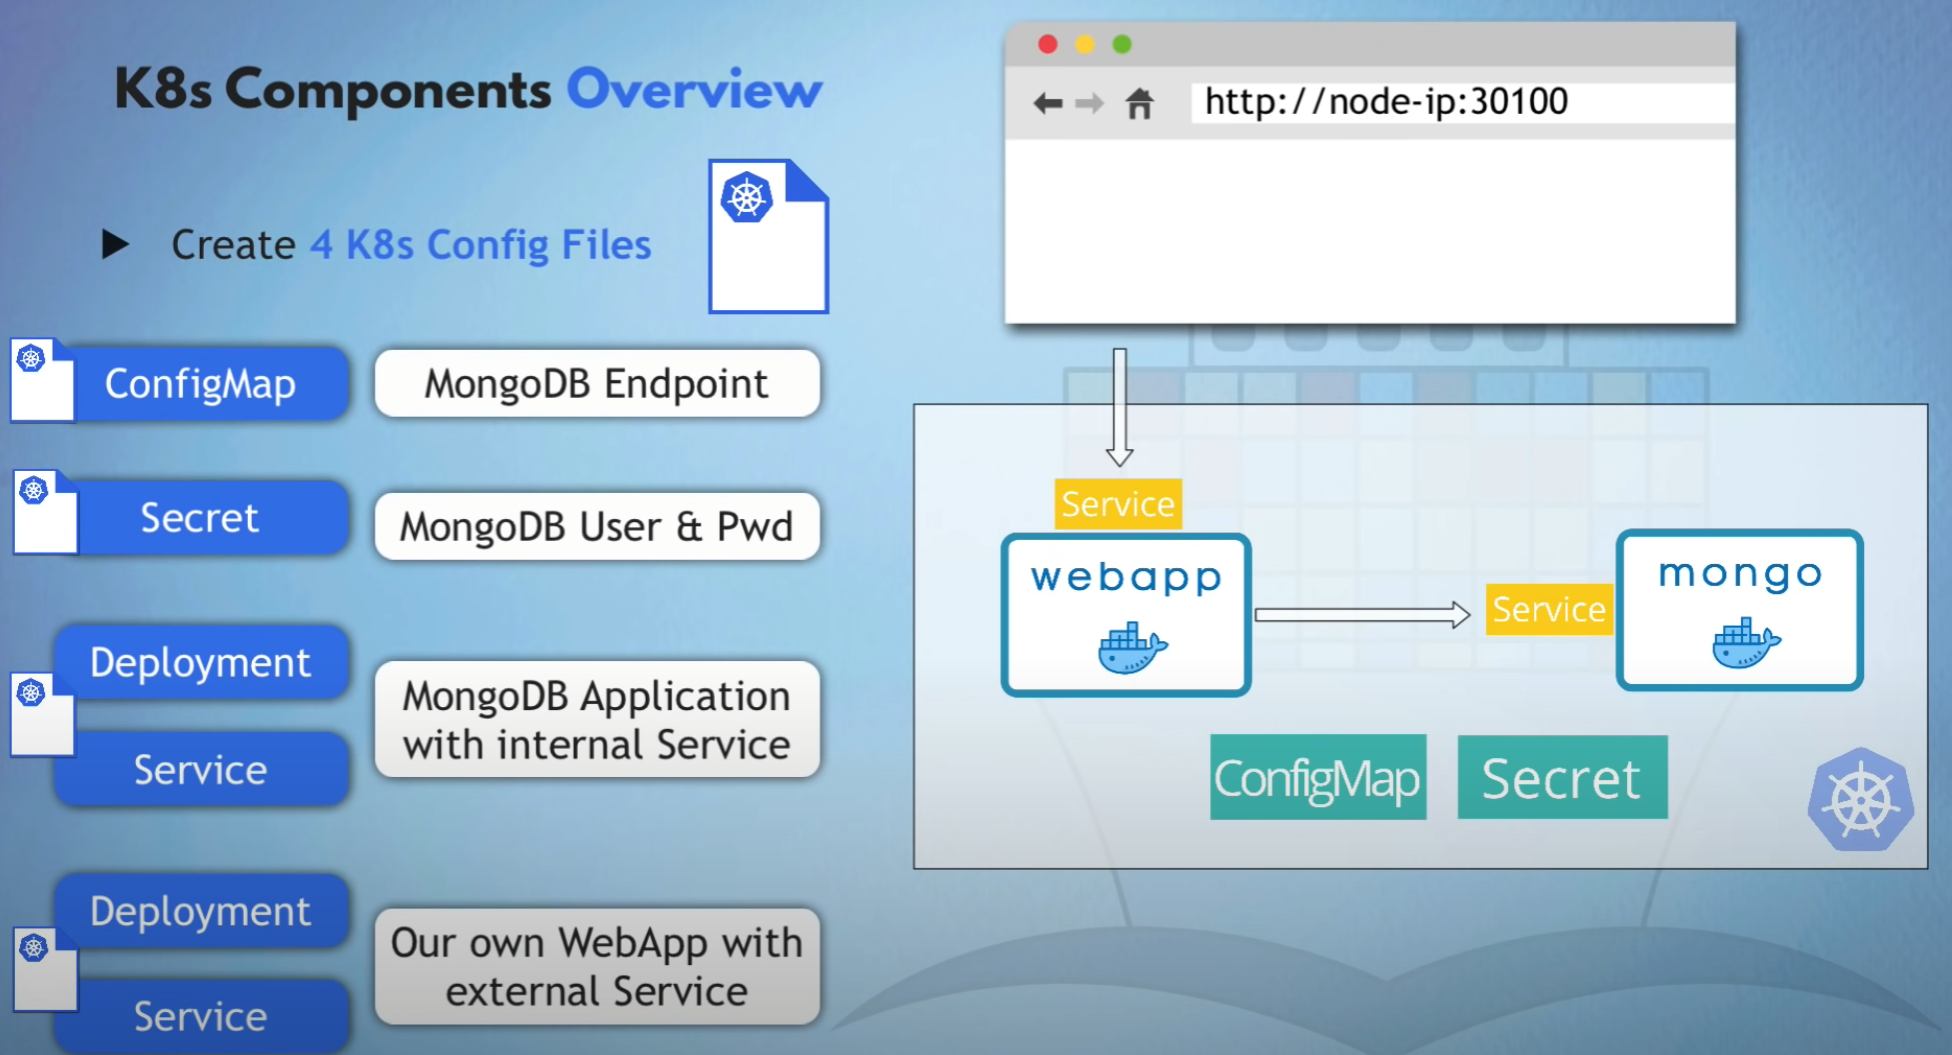 K8s Components Overview
Create 4 K8s Config Files
ConfigMap
MongoDB Endpoint
Secret
MongoDB User & Pwd
Deployment
Service
MongoDB Application
with internal Service
Deployment
Service
Our own WebApp with
external Service
http://node-ip:30100
Service
webapp
Service
mongo
ConfigMap
Secret